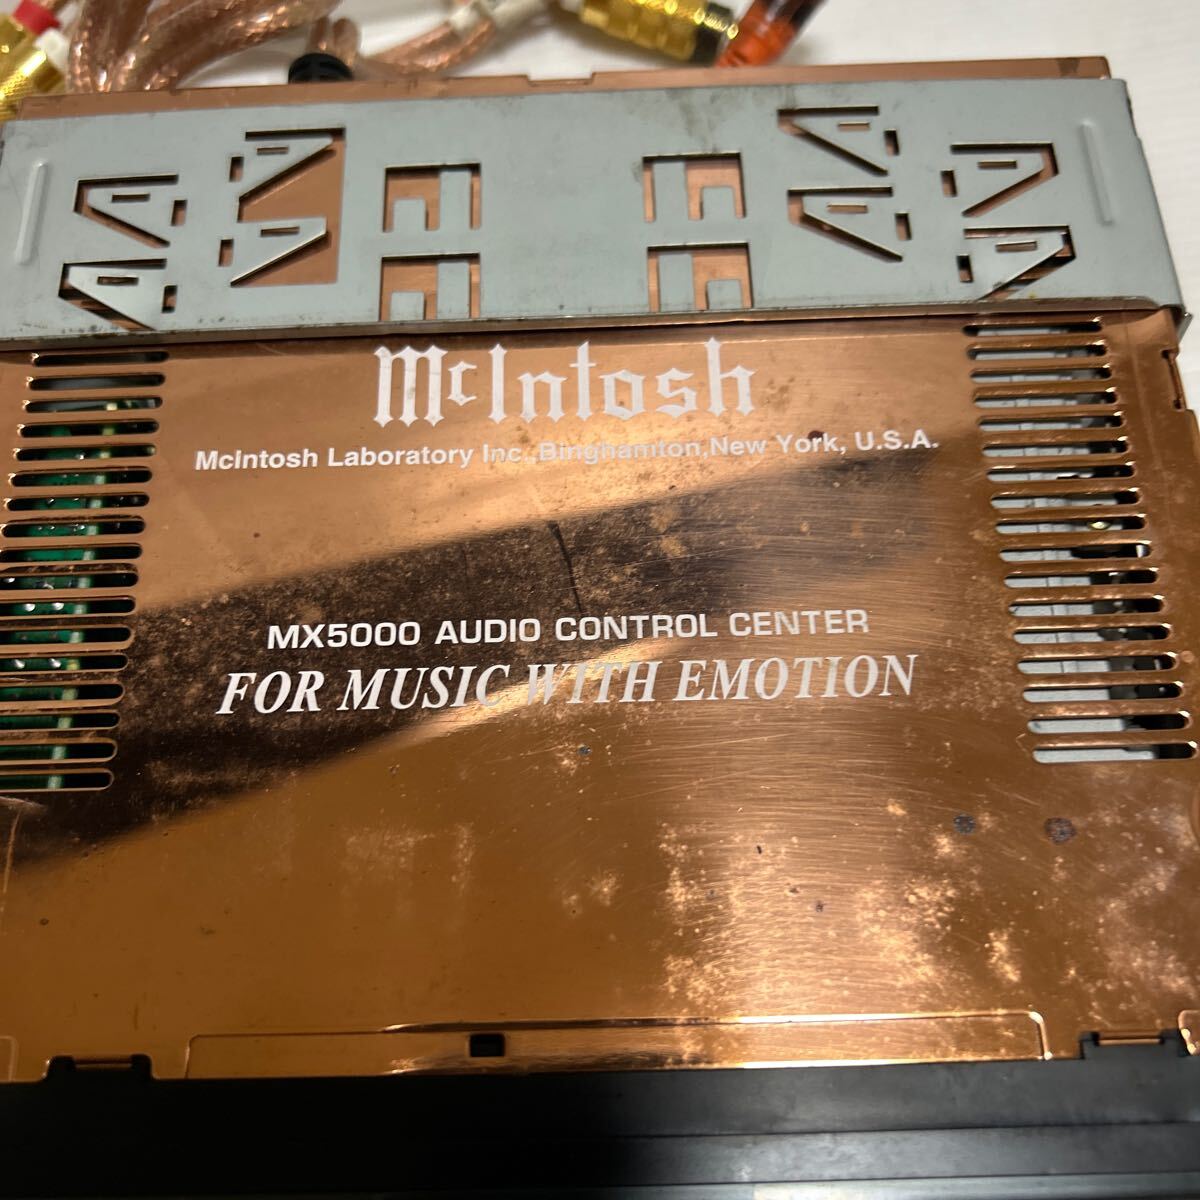 McIntosh
McIntosh Laboratory Inc.,Binghamton,New York, U.S.A.
MX5000 AUDIO CONTROL CENTER
FOR MUSIC WITH EMOTION